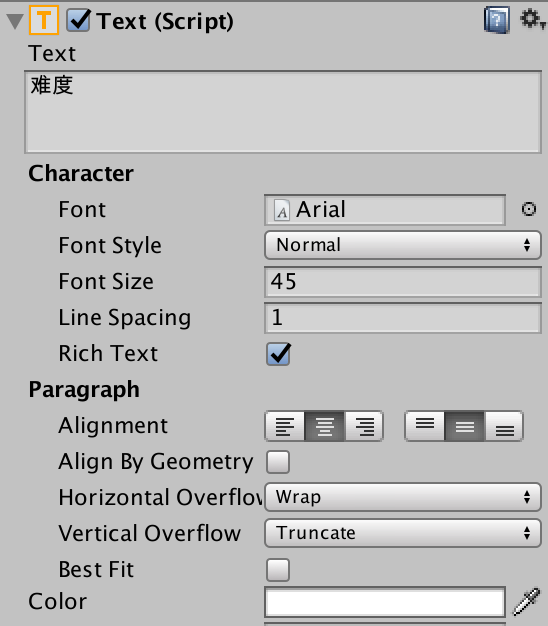 T Text (Script)
Text
难度
Character
Font A Arial
Font Style Normal
Font Size 45
Line Spacing 1
Rich Text
Paragraph
Alignment
Align By Geometry
Horizontal Overflow Wrap
Vertical Overflow Truncate
Best Fit
Color